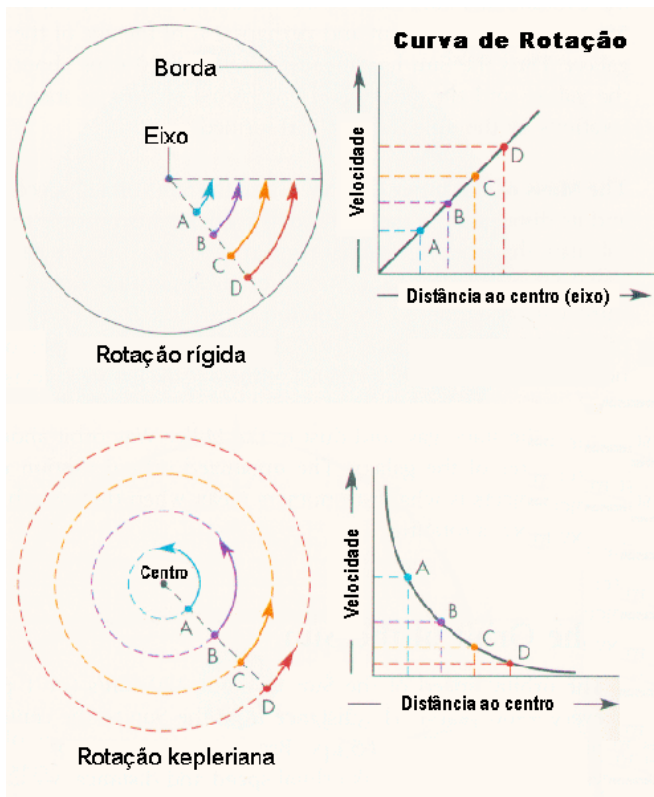 Curva de Rotação
Borda
Eixo
A
B
C
D
Rotação rígida
Velocidade
A
B
C
D
Distância ao centro (eixo)
Centro
A
B
C
D
Rotação kepleriana
Velocidade
A
B
C
D
Distância ao centro